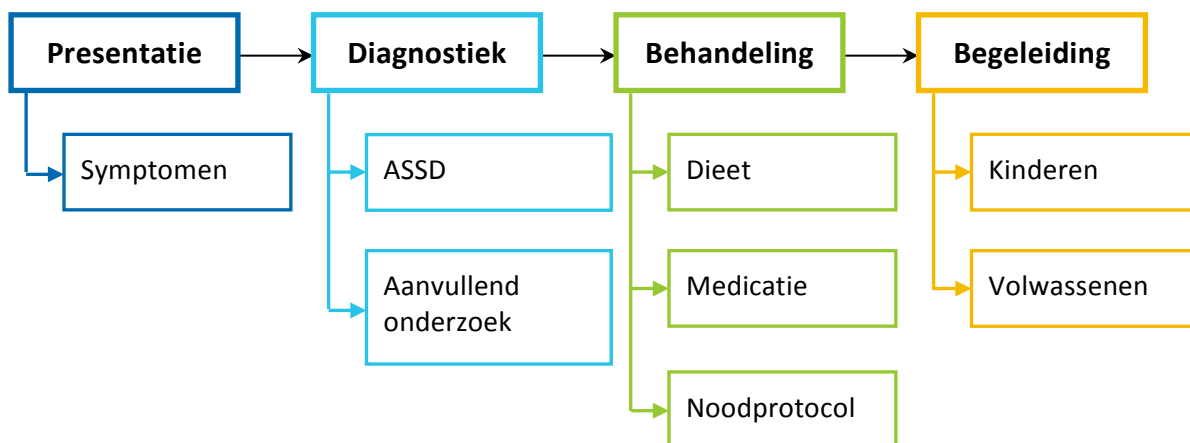 Presentatie
Diagnostiek
Behandeling
Begeleiding
Symptomen
ASSD
Aanvullend
onderzoek
Dieet
Medicatie
Noodprotocol
Kinderen
Volwassenen